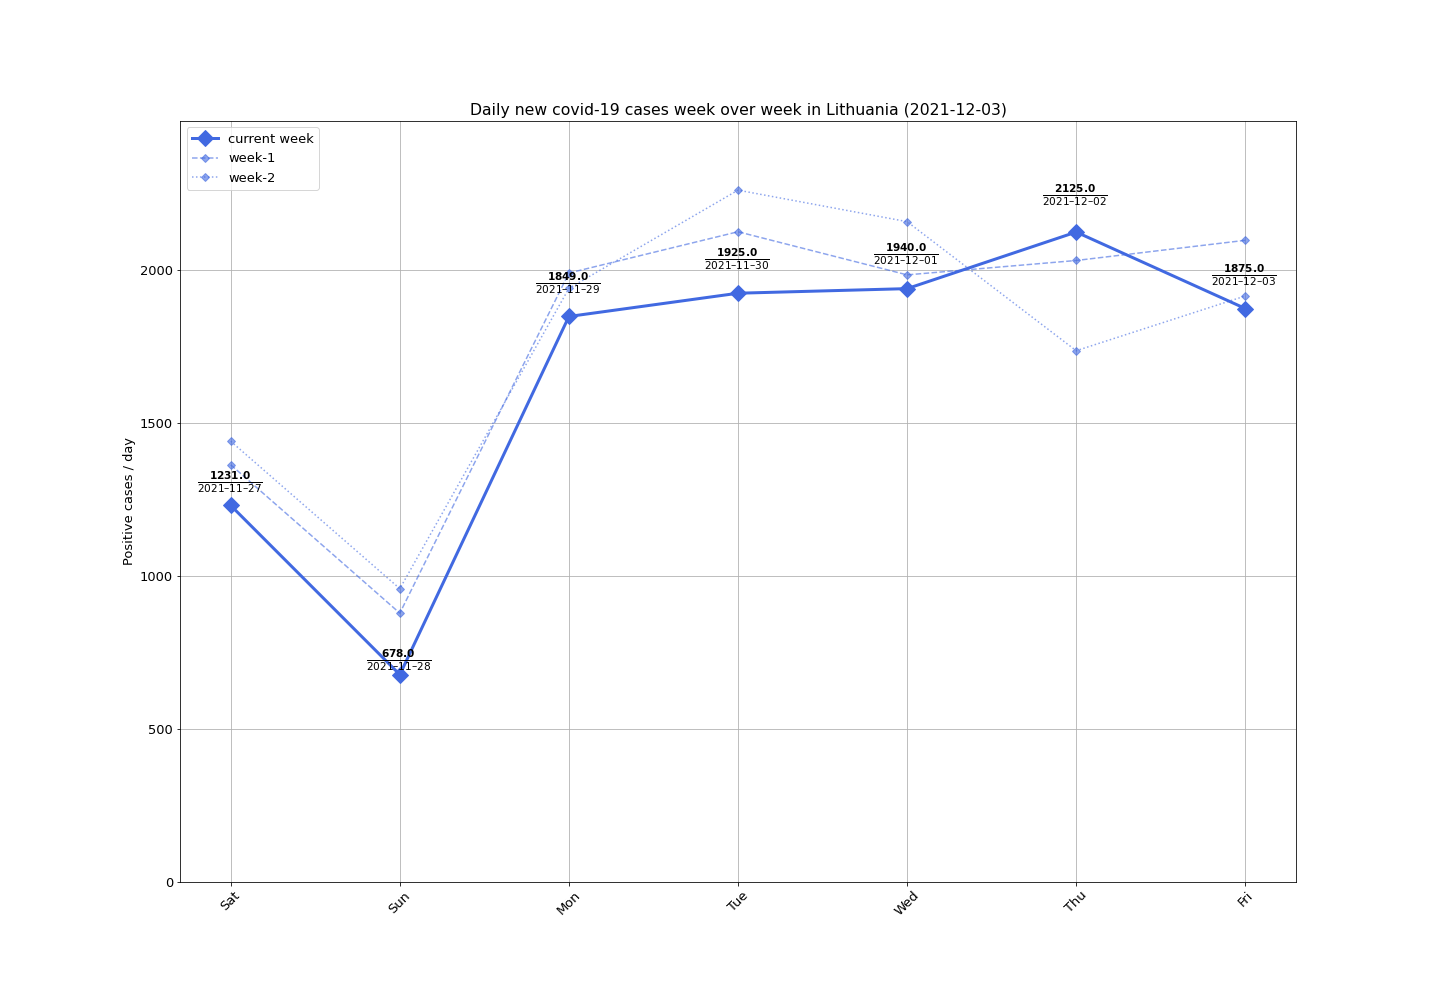 Daily new covid-19 cases week over week in Lithuania (2021-12-03)
current week
week-1
week-2
Positive cases / day
2000
1500
1000
500
0
1231.0
2021–11–27
678.0
2021–11–28
1849.0
2021–11–29
1925.0
2021–11–30
1940.0
2021–12–01
2125.0
2021–12–02
1875.0
2021–12–03
Sat
Sun
Mon
Tue
Wed
Thu
Fri